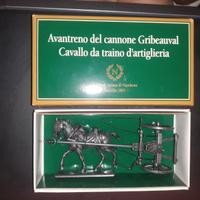 Avantreno del cannone Gribeauval
Cavallo da traino d'artiglieria
N